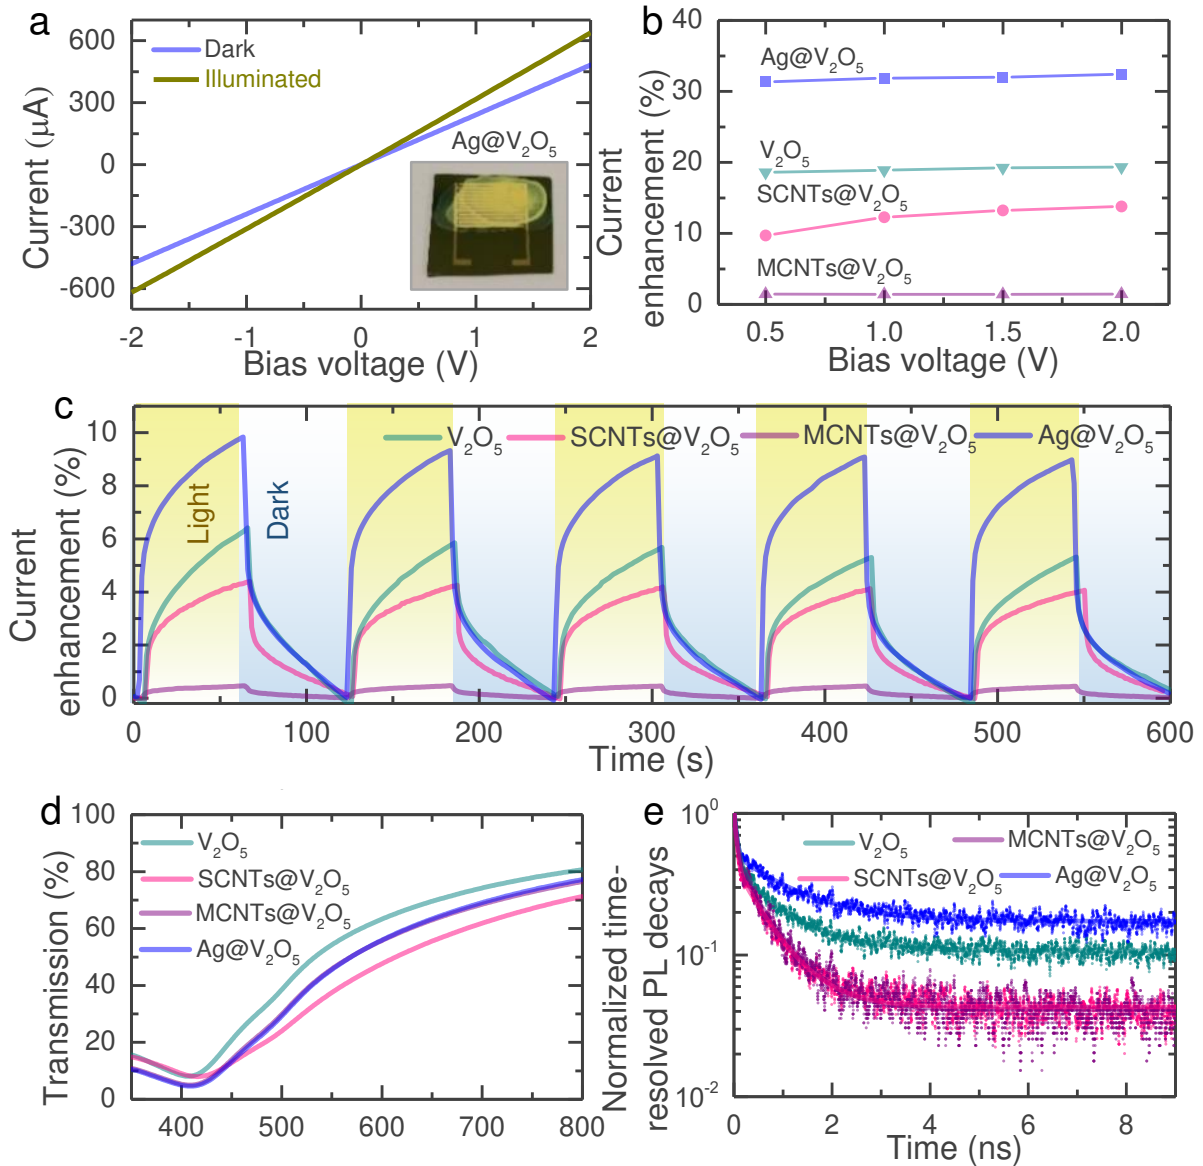 a
Current (μA)
600
300
0
-300
-600
Dark
Illuminated
Ag@V₂O₅
-2
-1
0
1
2
Bias voltage (V)
b
Current
enhancement (%)
40
30
20
10
0
Ag@V₂O₅
V₂O₅
SCNTs@V₂O₅
MCNTs@V₂O₅
0.5
1.0
1.5
2.0
Bias voltage (V)
c
Current
enhancement (%)
10
8
6
4
2
0
V₂O₅
SCNTs@V₂O₅
MCNTs@V₂O₅
Ag@V₂O₅
Light
Dark
0
100
200
300
400
500
600
Time (s)
d
Transmission (%)
100
80
60
40
20
0
V₂O₅
SCNTs@V₂O₅
MCNTs@V₂O₅
Ag@V₂O₅
400
500
600
700
800
e
Normalized time-
resolved PL decays
10⁰
10⁻¹
10⁻²
V₂O₅
MCNTs@V₂O₅
SCNTs@V₂O₅
Ag@V₂O₅
0
2
4
6
8
Time (ns)